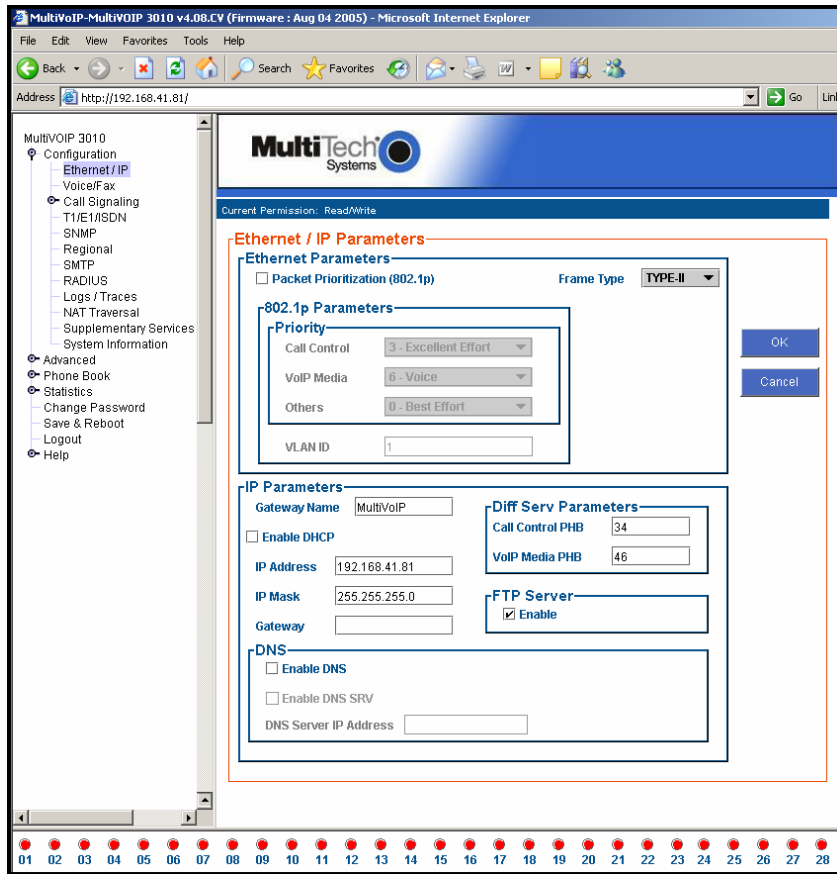 MultiVoIP-MultiVOIP 3010 v4.08.CV (Firmware : Aug 04 2005) - Microsoft Internet Explorer
File Edit View Favorites Tools Help
Back Search Favorites
Address http://192.168.41.81/ Go Lin
MultiVOIP 3010
Configuration
Ethernet / IP
Voice/Fax
Call Signaling
T1/E1/ISDN
SNMP
Regional
SMTP
RADIUS
Logs / Traces
NAT Traversal
Supplementary Services
System Information
Advanced
Phone Book
Statistics
Change Password
Save & Reboot
Logout
Help
MultiTech
Systems
Current Permission: Read/Write
Ethernet / IP Parameters
Ethernet Parameters
Packet Prioritization (802.1p) Frame Type TYPE-II
802.1p Parameters
Priority
Call Control 3 - Excellent Effort
VoIP Media 6 - Voice
Others 0 - Best Effort
VLAN ID 1
OK
Cancel
IP Parameters
Gateway Name MultiVoIP
Enable DHCP
IP Address 192.168.41.81
IP Mask 255.255.255.0
Gateway
Diff Serv Parameters
Call Control PHB 34
VoIP Media PHB 46
FTP Server
Enable
DNS
Enable DNS
Enable DNS SRV
DNS Server IP Address
01 02 03 04 05 06 07 08 09 10 11 12 13 14 15 16 17 18 19 20 21 22 23 24 25 26 27 28